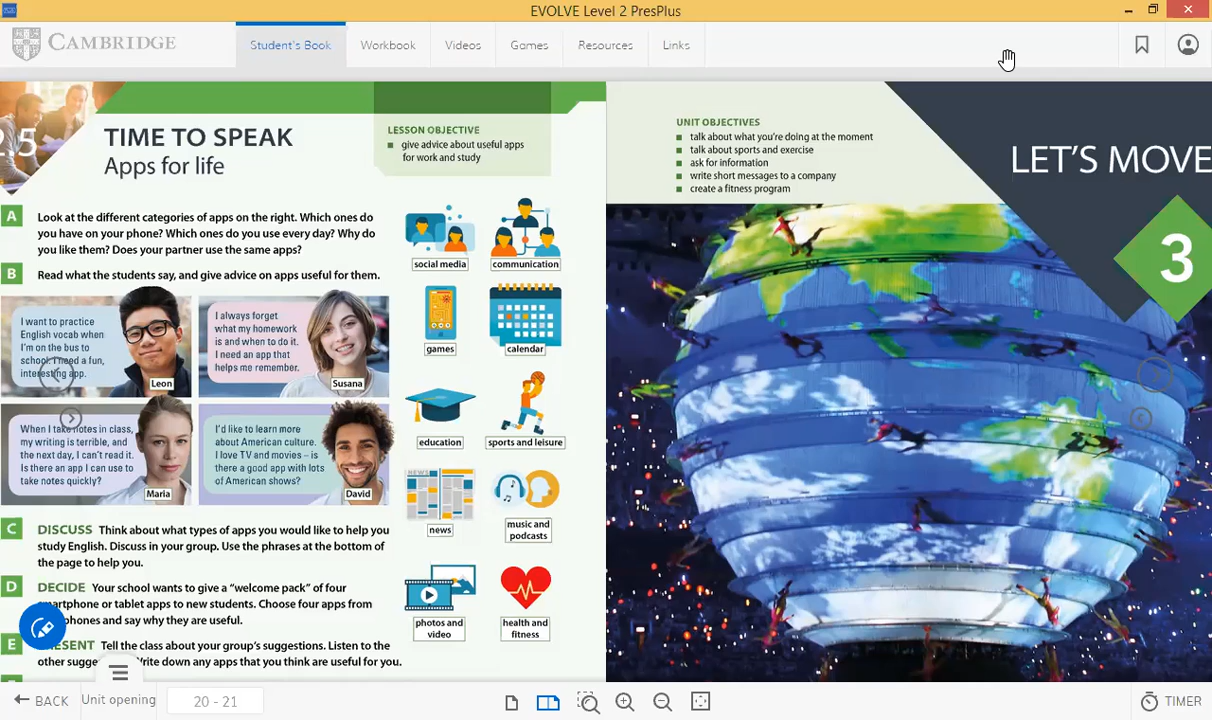 EVOLVE Level 2 PresPlus
CAMBRIDGE
Student's Book
Workbook
Videos
Games
Resources
Links
2.5
TIME TO SPEAK
Apps for life
LESSON OBJECTIVE
give advice about useful apps
for work and study
A
Look at the different categories of apps on the right. Which ones do
you have on your phone? Which ones do you use every day? Why do
you like them? Does your partner use the same apps?
B
Read what the students say, and give advice on apps useful for them.
I want to practice
English vocab when
I'm on the bus to
school. I need a fun,
interesting app.
Leon
I always forget
what my homework
is and when to do it.
I need an app that
helps me remember.
Susana
When I take notes in class,
my writing is terrible, and
the next day, I can't read it.
Is there an app I can use to
take notes quickly?
Maria
I'd like to learn more
about American culture.
I love TV and movies – is
there a good app with lots
of American shows?
David
C
DISCUSS Think about what types of apps you would like to help you
study English. Discuss in your group. Use the phrases at the bottom of
the page to help you.
D
DECIDE Your school wants to give a “welcome pack” of four
smartphone or tablet apps to new students. Choose four apps from
phones and say why they are useful.
E
PRESENT Tell the class about your group's suggestions. Listen to the
other Write down any apps that you think are useful for you.
social media
communication
games
calendar
education
sports and leisure
NEWS
news
music and
podcasts
photos and
video
health and
fitness
UNIT OBJECTIVES
talk about what you're doing at the moment
talk about sports and exercise
ask for information
write short messages to a company
create a fitness program
LET'S MOVE
3
BACK
Unit opening
20 - 21
TIMER